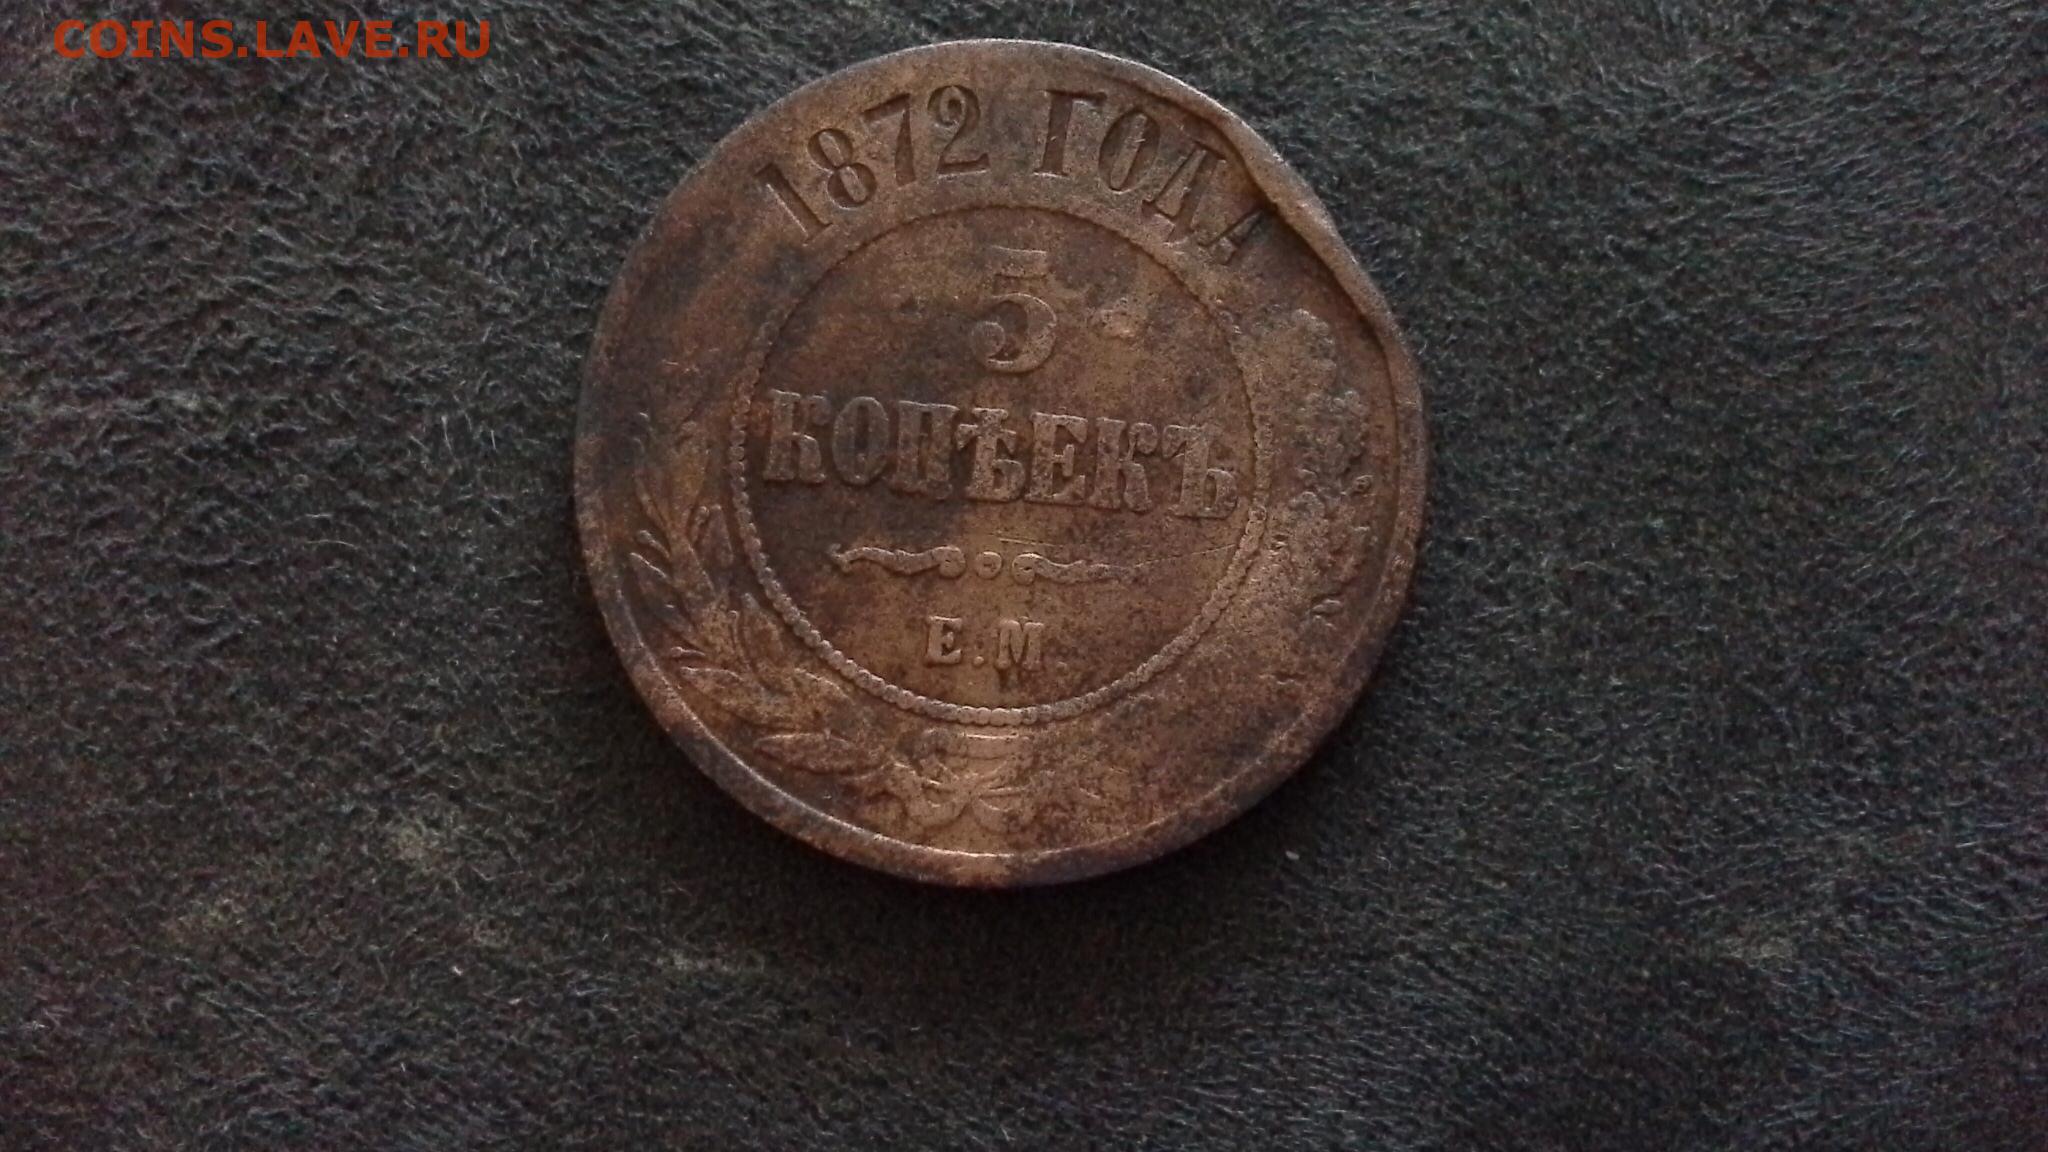 COINS.LAVE.RU
1872 ГОДА
5
КОПѢЕКЪ
Е.М.